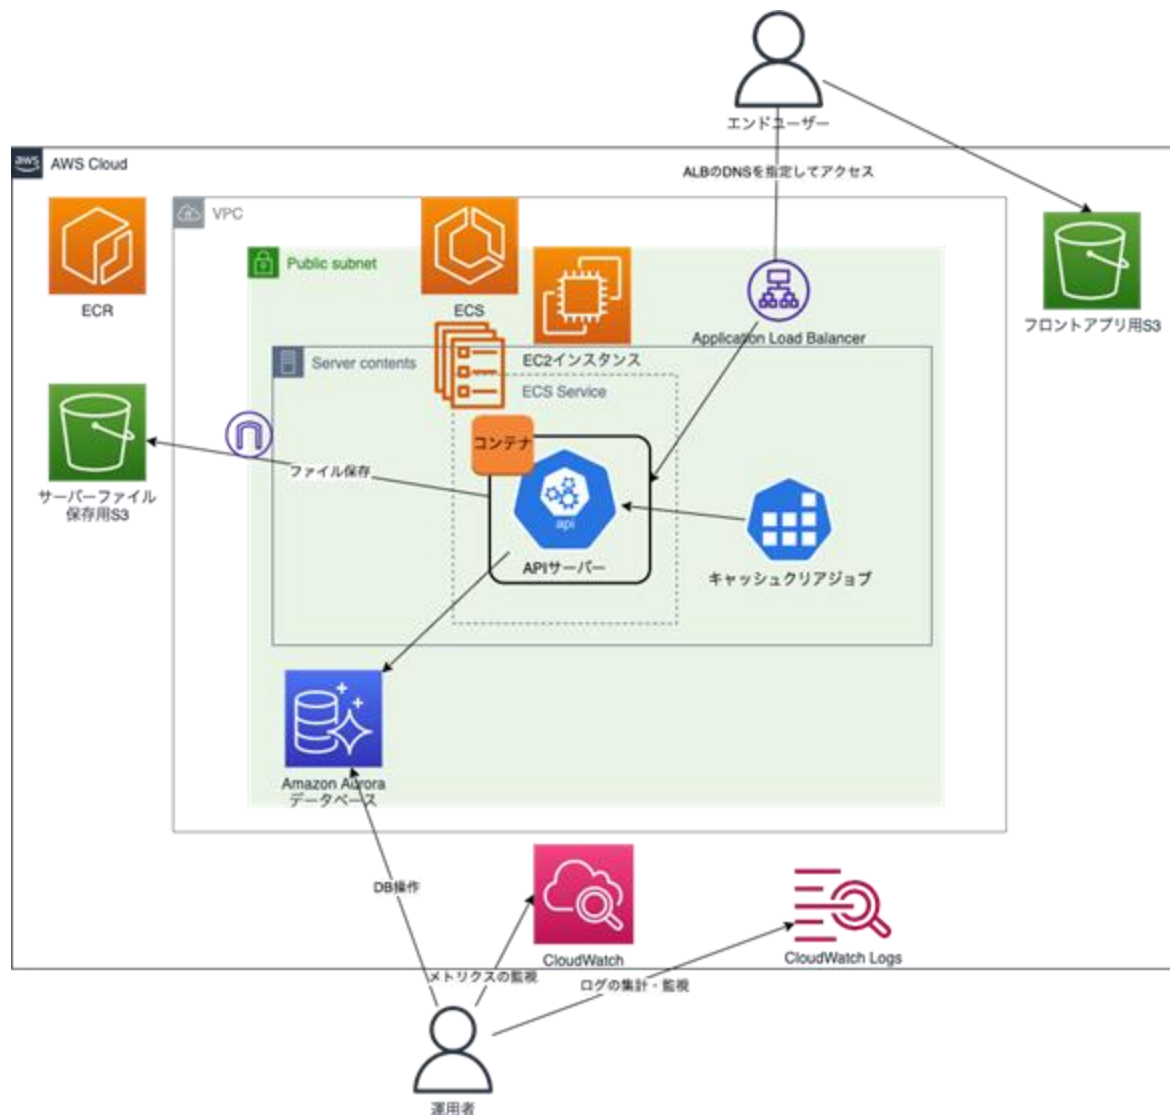 エンドユーザー
aws
AWS Cloud
ALBのDNSを指定してアクセス
VPC
ECR
Public subnet
ECS
フロントアプリ用S3
Application Load Balancer
EC2インスタンス
Server contents
ECS Service
コンテナ
ファイル保存
サーバーファイル
保存用S3
api
APIサーバー
キャッシュクリアジョブ
Amazon Aurora
データベース
DB操作
CloudWatch
CloudWatch Logs
メトリクスの監視
ログの集計・監視
運用者